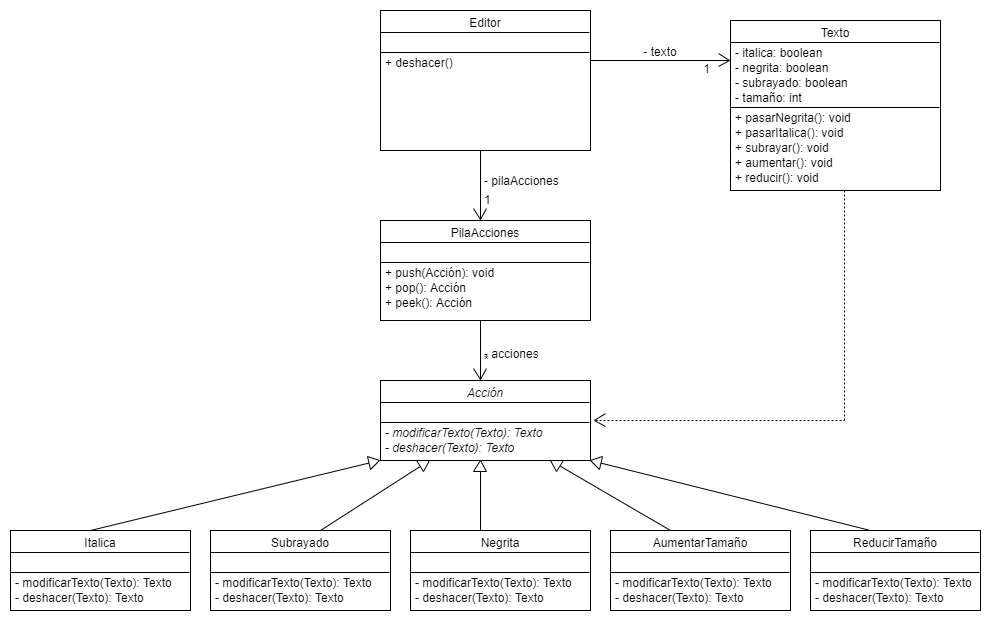 Editor
+ deshacer()
- texto
1
Texto
- italica: boolean
- negrita: boolean
- subrayado: boolean
- tamaño: int
+ pasarNegrita(): void
+ pasarItalica(): void
+ subrayar(): void
+ aumentar(): void
+ reducir(): void
- pilaAcciones
1
PilaAcciones
+ push(Acción): void
+ pop(): Acción
+ peek(): Acción
- acciones
*
Acción
- modificarTexto(Texto): Texto
- deshacer(Texto): Texto
Italica
- modificarTexto(Texto): Texto
- deshacer(Texto): Texto
Subrayado
- modificarTexto(Texto): Texto
- deshacer(Texto): Texto
Negrita
- modificarTexto(Texto): Texto
- deshacer(Texto): Texto
AumentarTamaño
- modificarTexto(Texto): Texto
- deshacer(Texto): Texto
ReducirTamaño
- modificarTexto(Texto): Texto
- deshacer(Texto): Texto